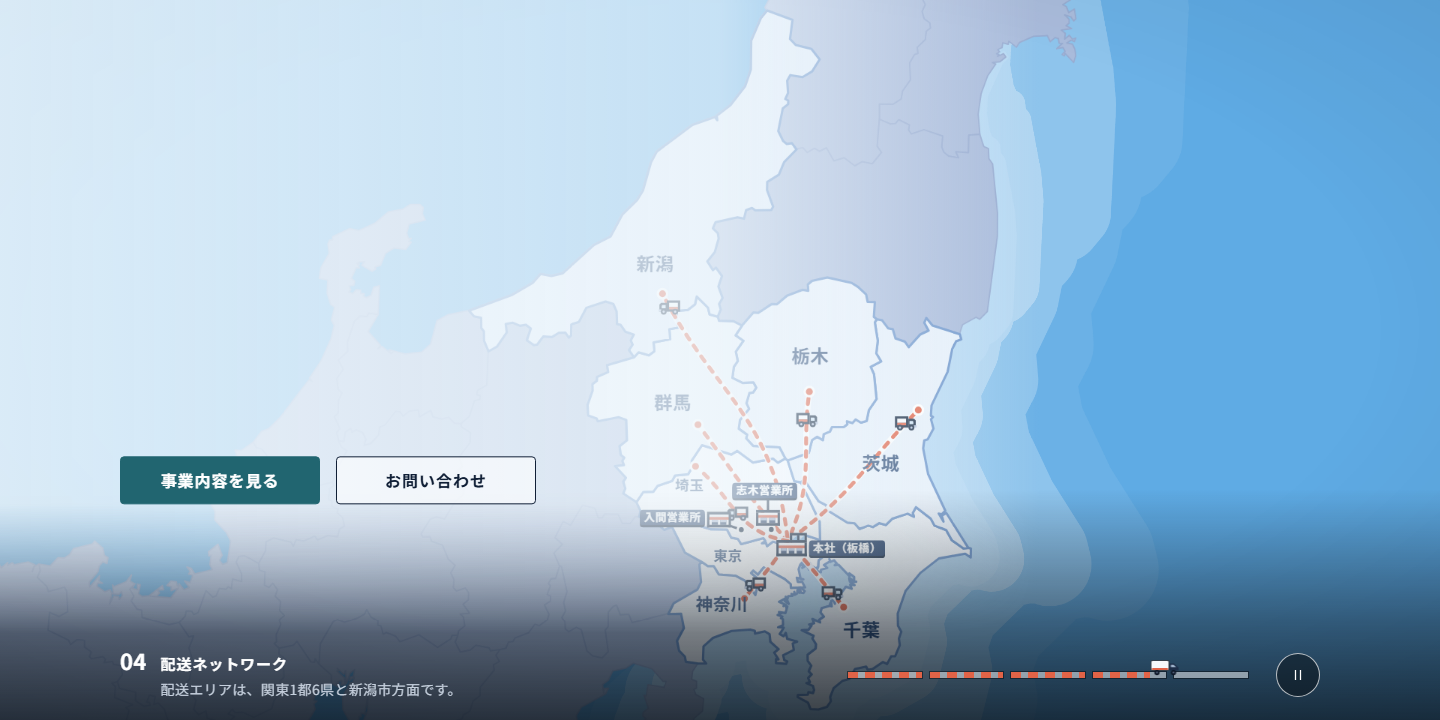 新潟
栃木
群馬
茨城
埼玉
志木営業所
入間営業所
本社（板橋）
東京
神奈川
千葉
事業内容を見る
お問い合わせ
04 配送ネットワーク
配送エリアは、関東1都6県と新潟市方面です。